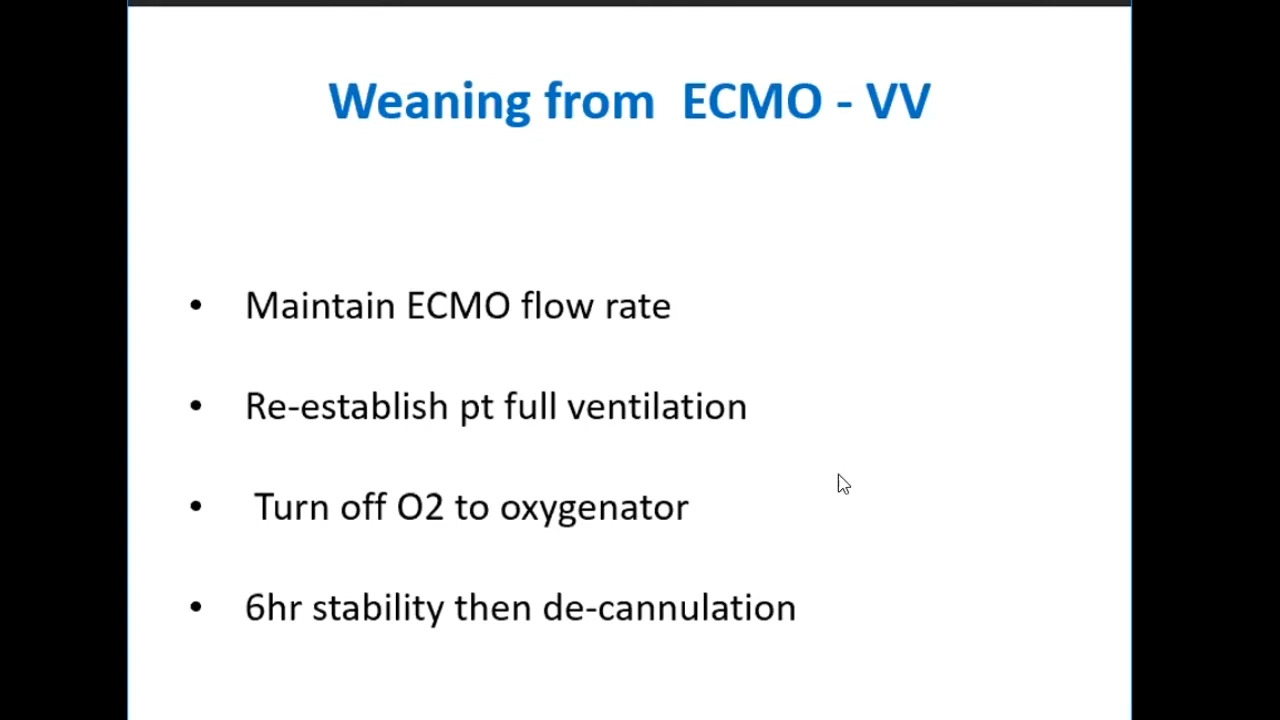 Weaning from  ECMO - VV
• Maintain ECMO flow rate
• Re-establish pt full ventilation
• Turn off O2 to oxygenator
• 6hr stability then de-cannulation